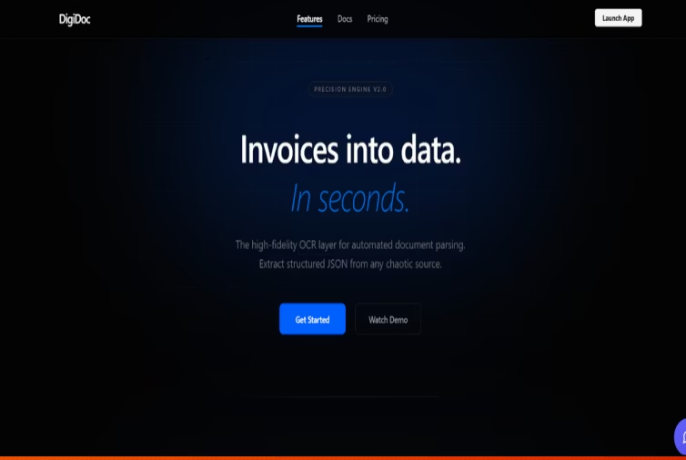 DigiDoc
Features
Docs
Pricing
Launch App
PRECISION ENGINE V2.0
Invoices into data.
In seconds.
The high-fidelity OCR layer for automated document parsing.
Extract structured JSON from any chaotic source.
Get Started
Watch Demo